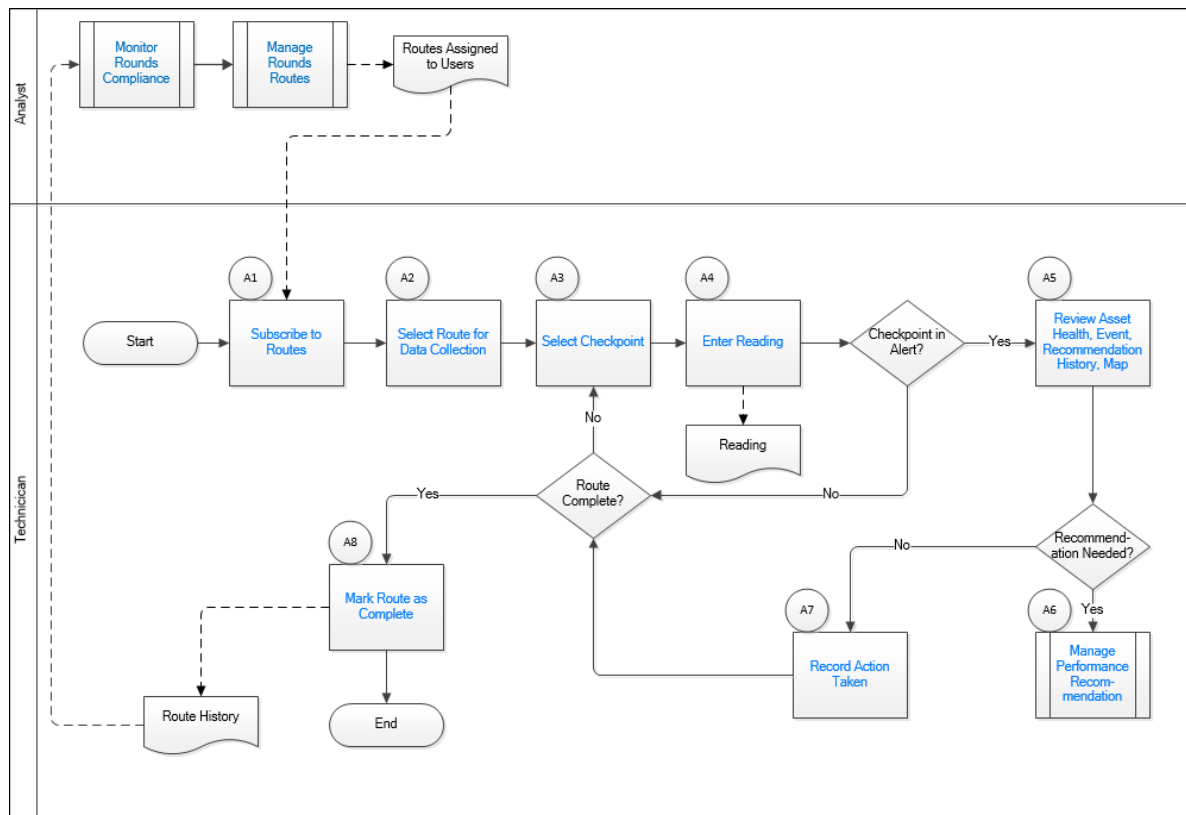 Analyst
Monitor
Rounds
Compliance
Manage
Rounds
Routes
Routes Assigned
to Users
Technicican
A1
A2
A3
A4
A5
Start
Subscribe to
Routes
Select Route for
Data Collection
Select Checkpoint
Enter Reading
Checkpoint in
Alert?
Yes
Review Asset
Health, Event,
Recommendation
History, Map
No
Reading
Route
Complete?
Yes
No
Recommend-
ation Needed?
No
Yes
A8
Mark Route as
Complete
A7
Record Action
Taken
A6
Manage
Performance
Recom-
mendation
Route History
End